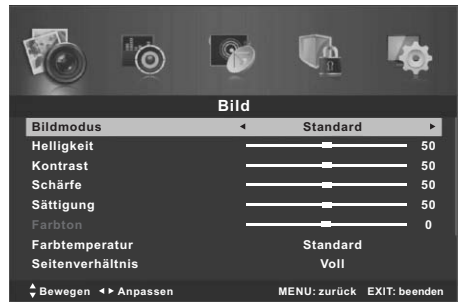 Bild
Bildmodus Standard
Helligkeit 50
Kontrast 50
Schärfe 50
Sättigung 50
Farbton 0
Farbtemperatur Standard
Seitenverhältnis Voll
Bewegen Anpassen MENU: zurück EXIT: beenden